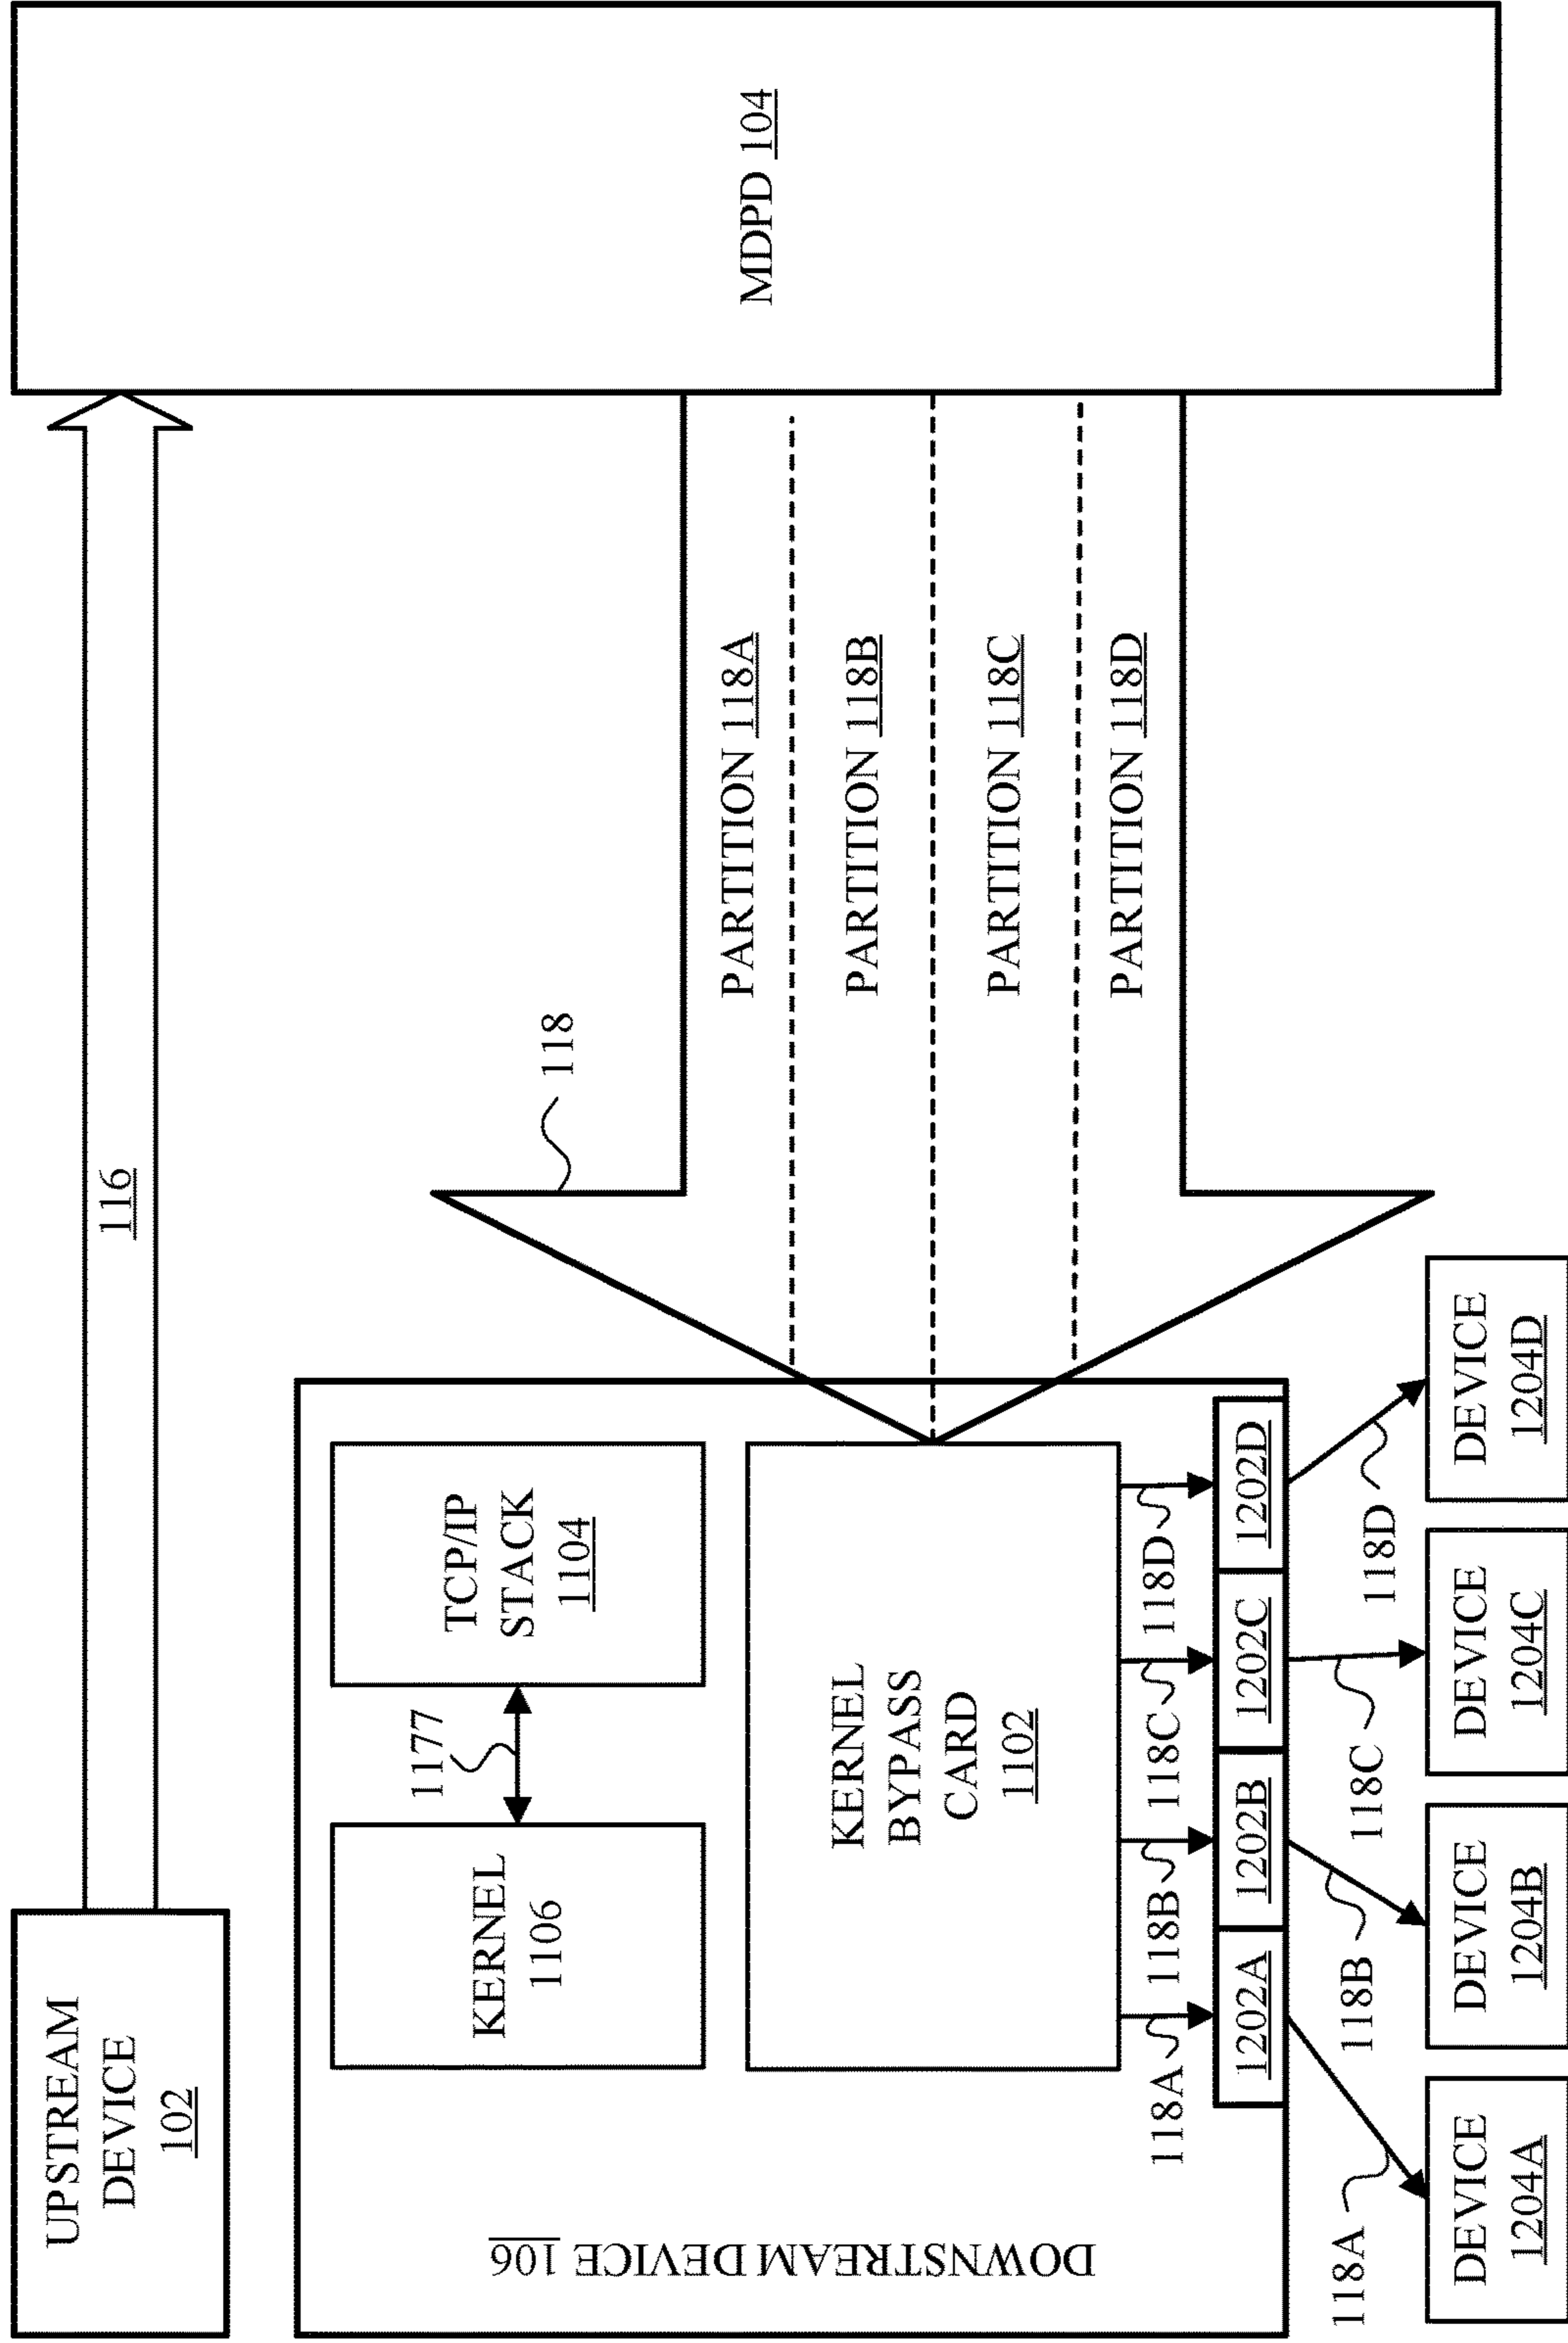 UPSTREAM
DEVICE
102
116
MDPD 104
DOWNSTREAM DEVICE 106
KERNEL
1106
1177
TCP/IP
STACK
1104
118
KERNEL
BYPASS
CARD
1102
PARTITION 118A
PARTITION 118B
PARTITION 118C
PARTITION 118D
118A
118B
118C
118D
1202A
1202B
1202C
1202D
118A
118B
118C
118D
DEVICE
1204A
DEVICE
1204B
DEVICE
1204C
DEVICE
1204D